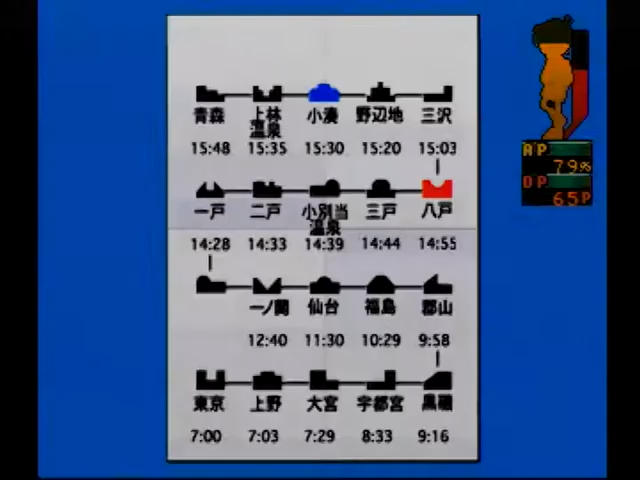 青森 上林温泉 小湊 野辺地 三沢
15:48 15:35 15:30 15:20 15:03
一戸 二戸 小別当温泉 三戸 八戸
14:28 14:33 14:39 14:44 14:55
一ノ関 仙台 福島 郡山
12:40 11:30 10:29 9:58
東京 上野 大宮 宇都宮 黒磯
7:00 7:03 7:29 8:33 9:16
AP
79%
DP
65P